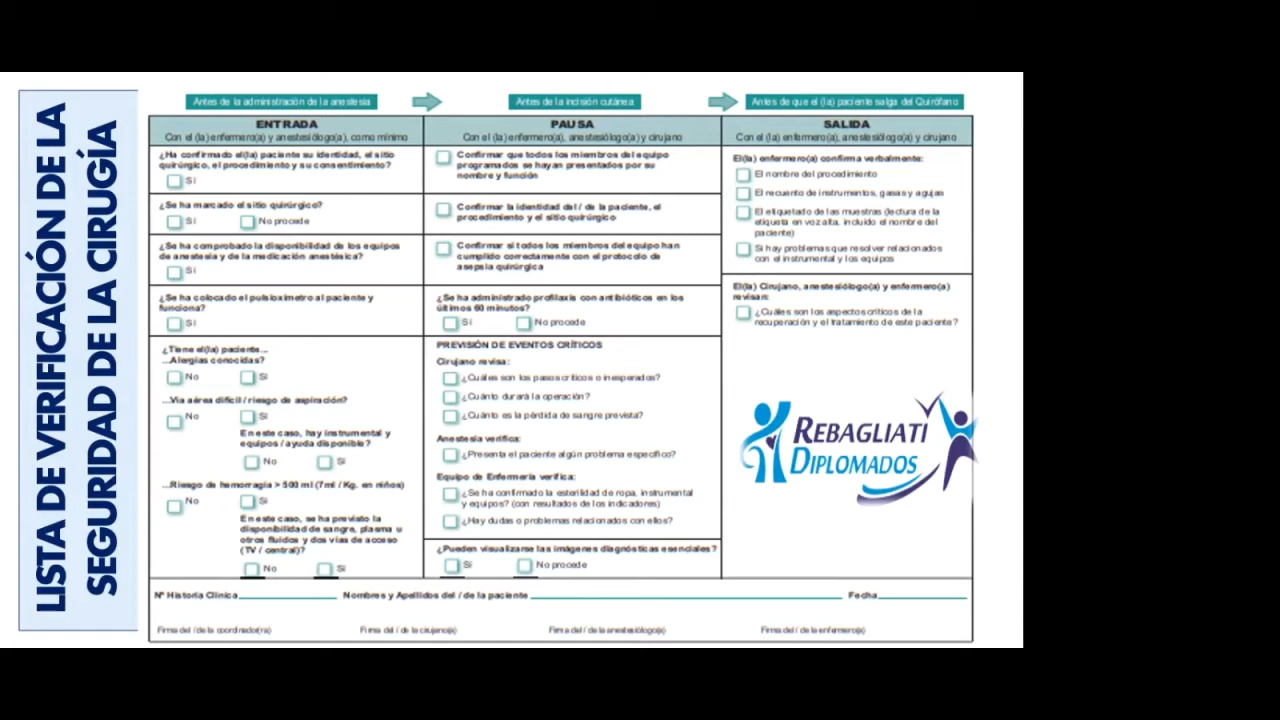 LISTA DE VERIFICACIÓN DE LA
SEGURIDAD DE LA CIRUGÍA
Antes de la administración de la anestesia
Antes de la incisión cutánea
Antes de que el (la) paciente salga del Quirófano
ENTRADA
Con el (la) enfermero(a) y anestesiólogo(a), como mínimo
¿Ha confirmado el(la) paciente su identidad, el sitio
quirúrgico, el procedimiento y su consentimiento?
Sí
¿Se ha marcado el sitio quirúrgico?
Sí No procede
¿Se ha comprobado la disponibilidad de los equipos
de anestesia y de la medicación anestésica?
Sí
¿Se ha colocado el pulsioxímetro al paciente y
funciona?
Sí
¿Tiene el(la) paciente...
...Alergias conocidas?
No Sí
...Vía aérea difícil / riesgo de aspiración?
No Sí
En este caso, hay instrumental y
equipos / ayuda disponible?
No Sí
...Riesgo de hemorragia > 500 ml (7ml / Kg. en niños)
No Sí
En este caso, se ha previsto la
disponibilidad de sangre, plasma u
otros fluidos y dos vías de acceso
(TV / central)?
No Sí
PAUSA
Con el (la) enfermero(a), anestesiólogo(a) y cirujano
Confirmar que todos los miembros del equipo
programados se hayan presentados por su
nombre y función
Confirmar la identidad del / de la paciente, el
procedimiento y el sitio quirúrgico
Confirmar si todos los miembros del equipo han
cumplido correctamente con el protocolo de
asepsia quirúrgica
¿Se ha administrado profilaxis con antibióticos en los
últimos 60 minutos?
Sí No procede
PREVISIÓN DE EVENTOS CRÍTICOS
Cirujano revisa:
¿Cuáles son los pasos críticos o inesperados?
¿Cuánto durará la operación?
¿Cuánto es la pérdida de sangre prevista?
Anestesia verifica:
¿Presenta el paciente algún problema específico?
Equipo de Enfermería verifica:
¿Se ha confirmado la esterilidad de ropa, instrumental
y equipos? (con resultados de los indicadores)
¿Hay dudas o problemas relacionados con ellos?
¿Pueden visualizarse las imágenes diagnósticas esenciales?
Sí No procede
SALIDA
Con el (la) enfermero(a), anestesiólogo(a) y cirujano
El(la) enfermero(a) confirma verbalmente:
El nombre del procedimiento
El recuento de instrumentos, gasas y agujas
El etiquetado de las muestras (lectura de la
etiqueta en voz alta, incluido el nombre del
paciente)
Si hay problemas que resolver relacionados
con el instrumental y los equipos
El(la) Cirujano, anestesiólogo(a) y enfermero(a)
revisan:
¿Cuáles son los aspectos críticos de la
recuperación y el tratamiento de este paciente?
REBAGLIATI
DIPLOMADOS
Nº Historia Clínica Nombres y Apellidos del / de la paciente Fecha
Firma del / de la coordinador(ra) Firma del / de la cirujano(a) Firma del / de la anestesiólogo(a) Firma del / de la enfermero(a)